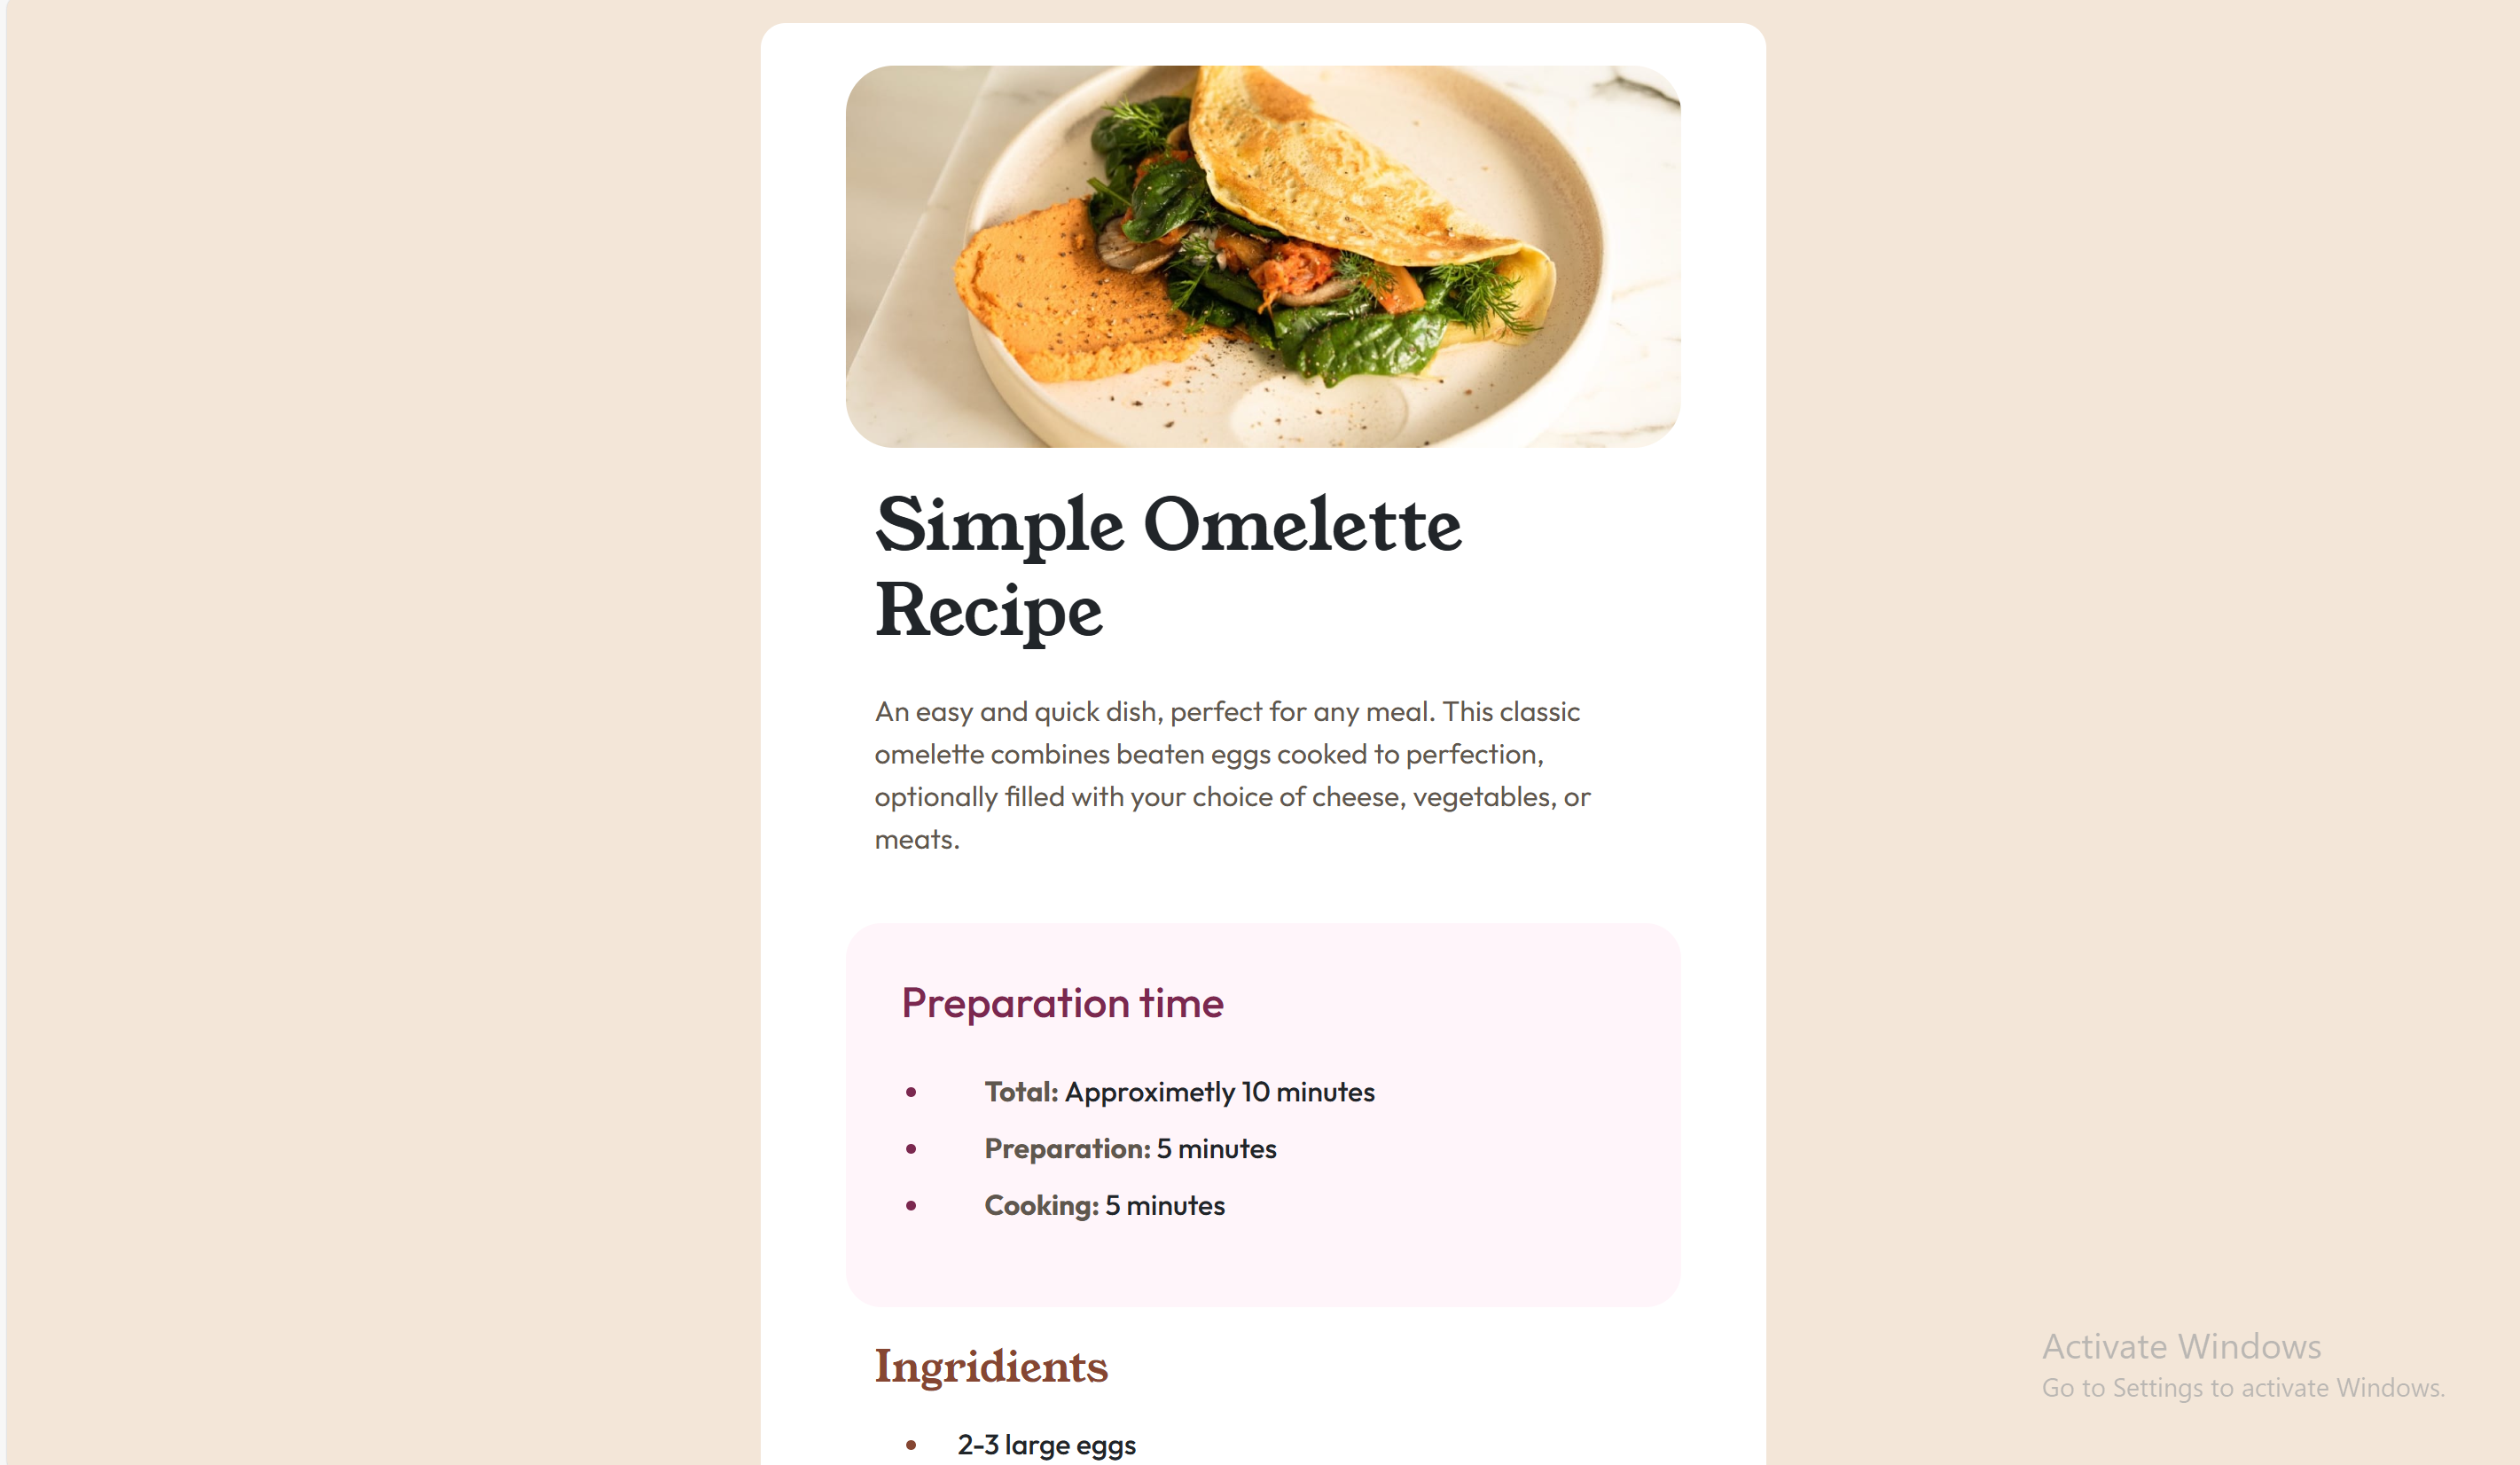 Simple Omelette
Recipe
An easy and quick dish, perfect for any meal. This classic
omelette combines beaten eggs cooked to perfection,
optionally filled with your choice of cheese, vegetables, or
meats.
Preparation time
• Total: Approximetly 10 minutes
• Preparation: 5 minutes
• Cooking: 5 minutes
Ingridients
• 2-3 large eggs
Activate Windows
Go to Settings to activate Windows.